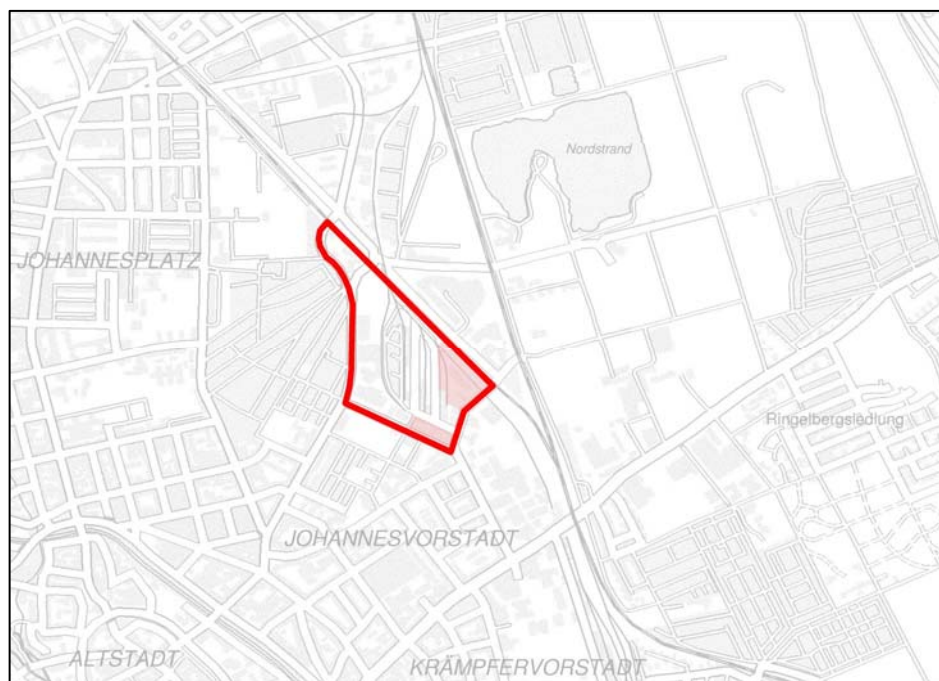 Nordstrand
JOHANNESPLATZ
Ringelbergsiedlung
JOHANNESVORSTADT
ALTSTADT
KRÄMPFERVORSTADT